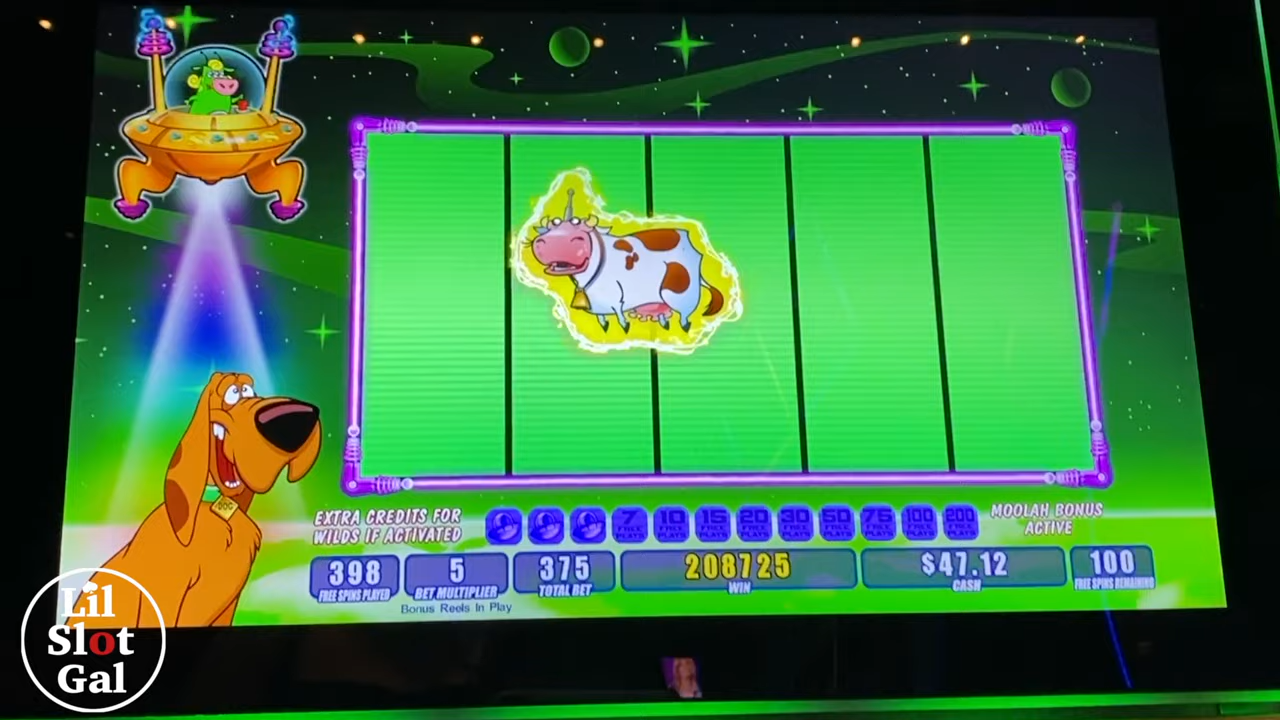 EXTRA CREDITS FOR
WILDS IF ACTIVATED
7
FREE
PLAYS
10
FREE
PLAYS
15
FREE
PLAYS
20
FREE
PLAYS
30
FREE
PLAYS
50
FREE
PLAYS
75
FREE
PLAYS
100
FREE
PLAYS
200
FREE
PLAYS
MOOLAH BONUS
ACTIVE
398
FREE SPINS PLAYED
5
BET MULTIPLIER
375
TOTAL BET
208725
WIN
$47.12
CASH
100
FREE SPINS REMAINING
Bonus Reels In Play
DOG
Lil
Slot
Gal